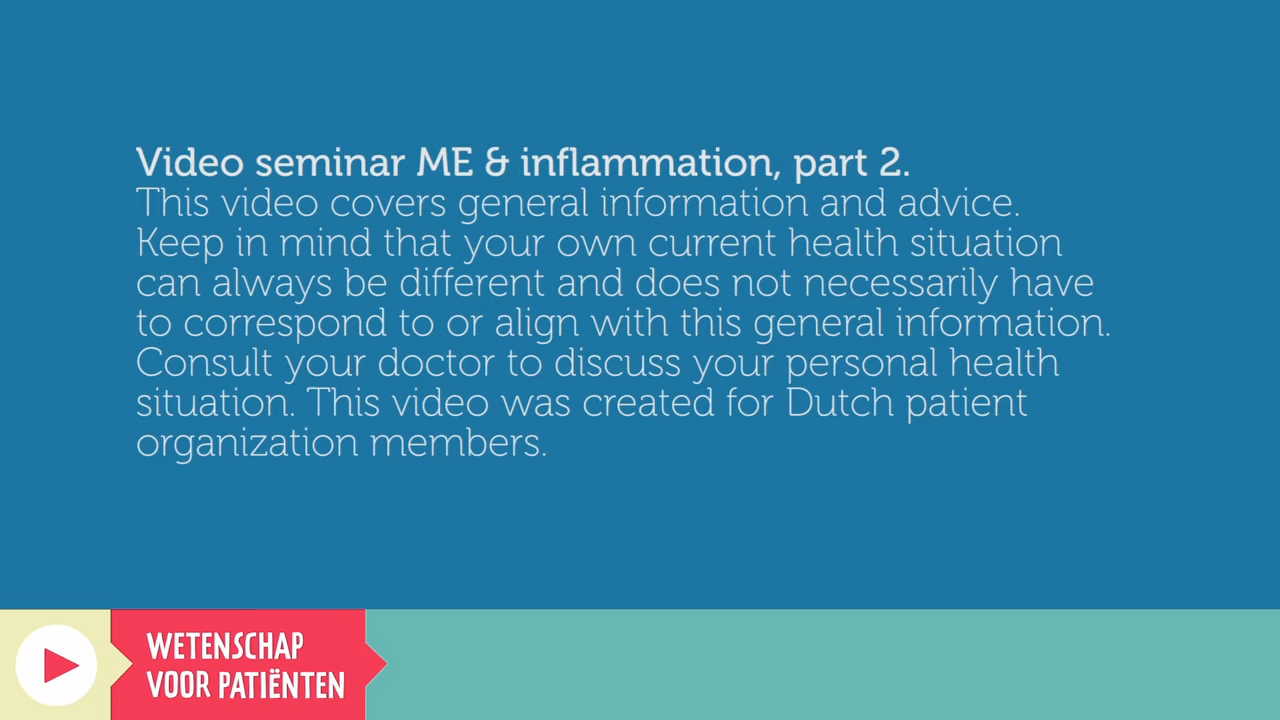 Video seminar ME & inflammation, part 2.
This video covers general information and advice.
Keep in mind that your own current health situation
can always be different and does not necessarily have
to correspond to or align with this general information.
Consult your doctor to discuss your personal health
situation. This video was created for Dutch patient
organization members.
WETENSCHAP
VOOR PATIËNTEN